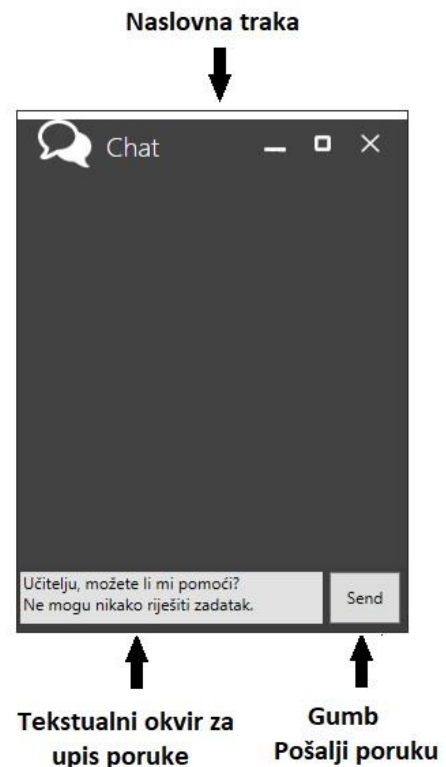 Naslovna traka
Chat
Učitelju, možete li mi pomoći?
Ne mogu nikako riješiti zadatak.
Send
Tekstualni okvir za
upis poruke
Gumb
Pošalji poruku